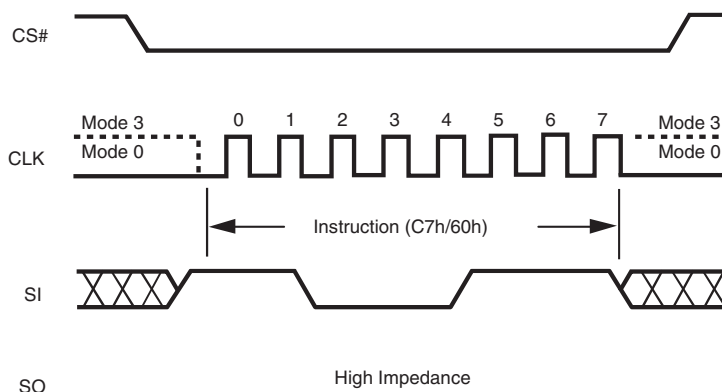 CS#
Mode 3
0 1 2 3 4 5 6 7
Mode 3
CLK
Mode 0
Mode 0
Instruction (C7h/60h)
SI
SO
High Impedance